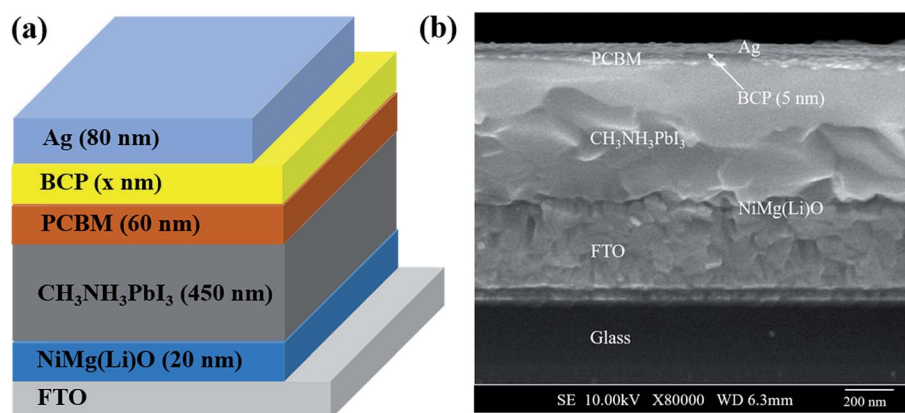 (a)
Ag (80 nm)
BCP (x nm)
PCBM (60 nm)
CH₃NH₃PbI₃ (450 nm)
NiMg(Li)O (20 nm)
FTO
(b)
Ag
PCBM
BCP (5 nm)
CH₃NH₃PbI₃
NiMg(Li)O
FTO
Glass
SE 10.00kV X80000 WD 6.3mm 200 nm